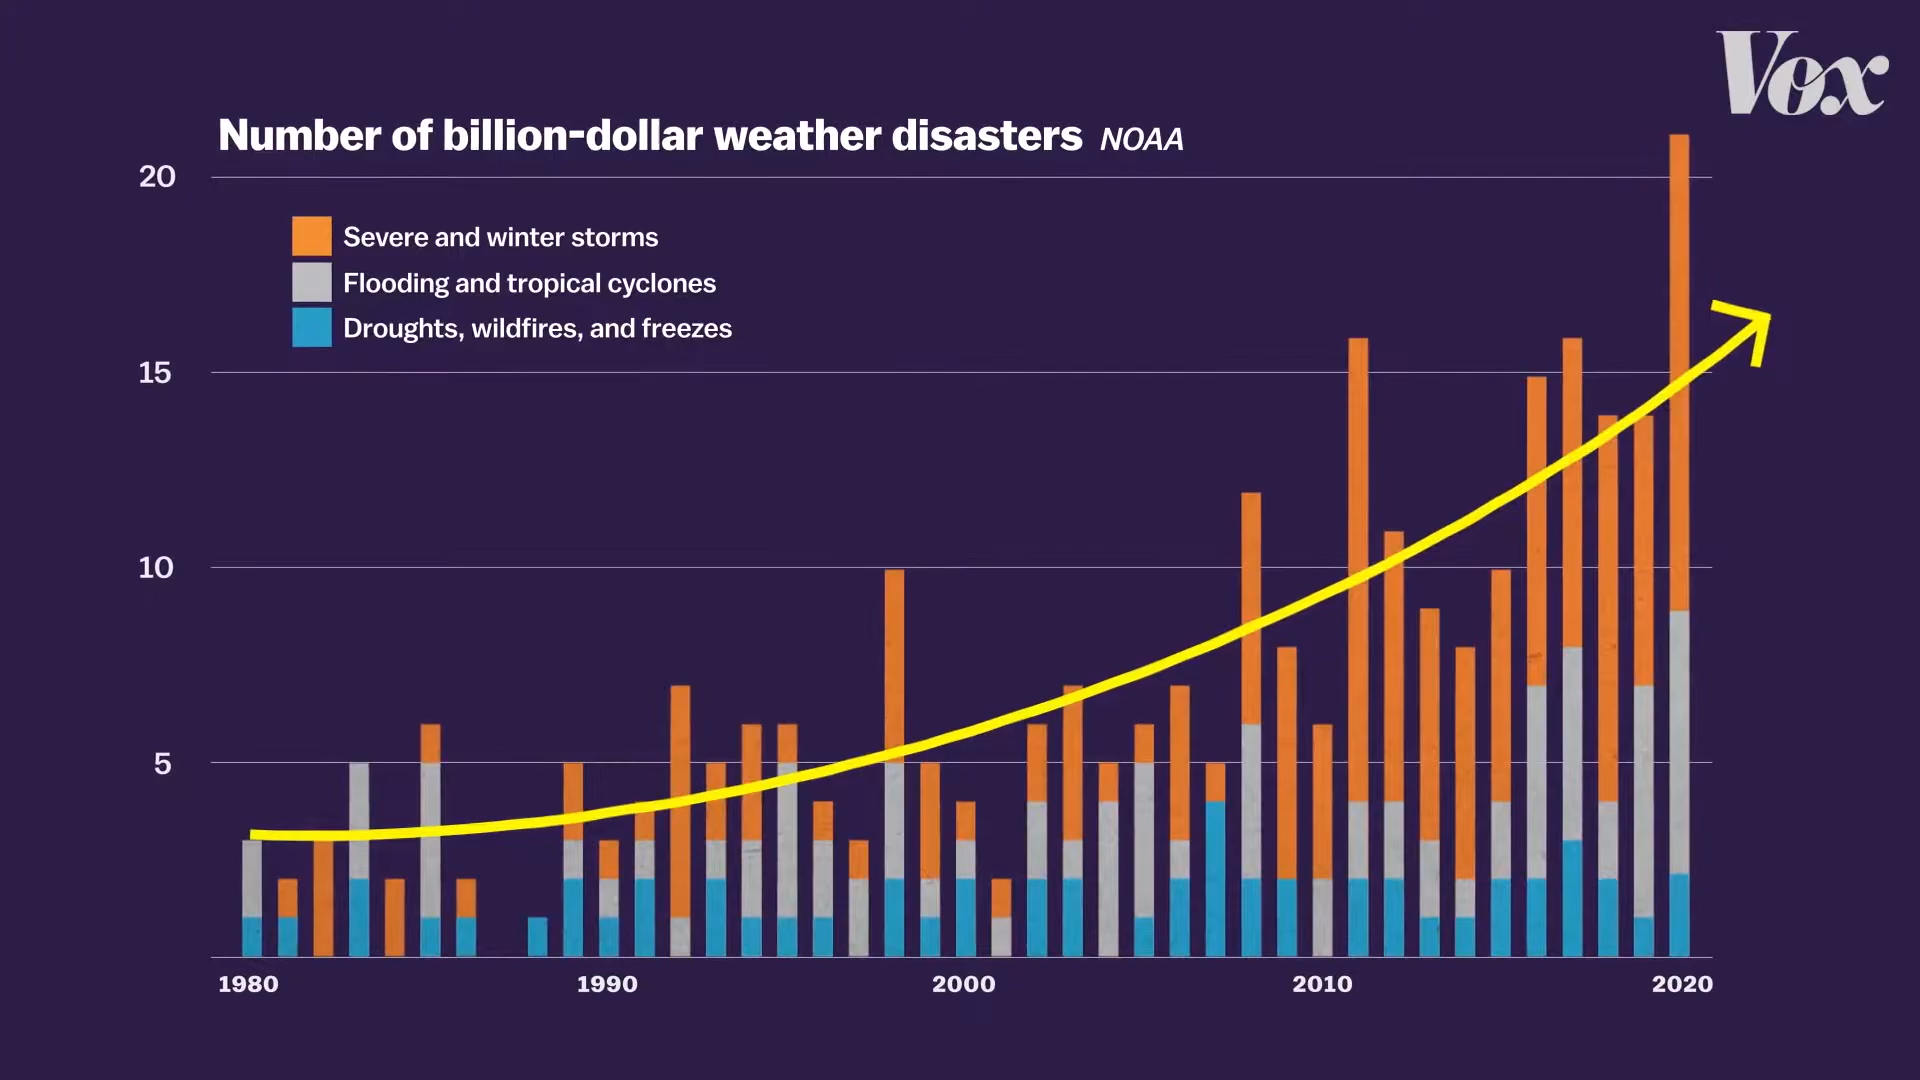 Vox
Number of billion-dollar weather disasters NOAA
20
Severe and winter storms
Flooding and tropical cyclones
Droughts, wildfires, and freezes
15
10
5
1980 1990 2000 2010 2020